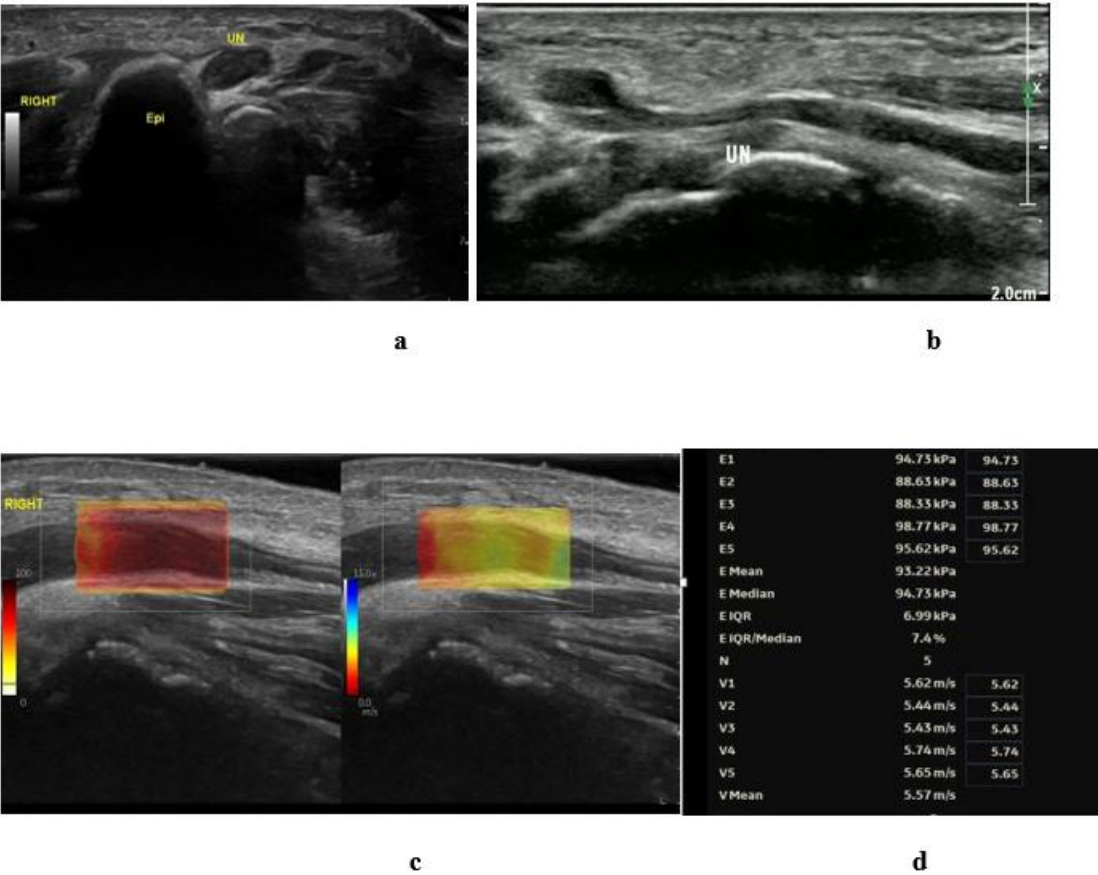 UN
RIGHT
Epi
X
UN
2.0cm
a
b
RIGHT
100
0
0.0
m/s
E1 94.73 kPa 94.73
E2 88.63 kPa 88.63
E3 88.33 kPa 88.33
E4 98.77 kPa 98.77
E5 95.62 kPa 95.62
E Mean 93.22 kPa
E Median 94.73 kPa
E IQR 6.99 kPa
E IQR/Median 7.4 %
N 5
V1 5.62 m/s 5.62
V2 5.44 m/s 5.44
V3 5.43 m/s 5.43
V4 5.74 m/s 5.74
V5 5.65 m/s 5.65
V Mean 5.57 m/s
c
d